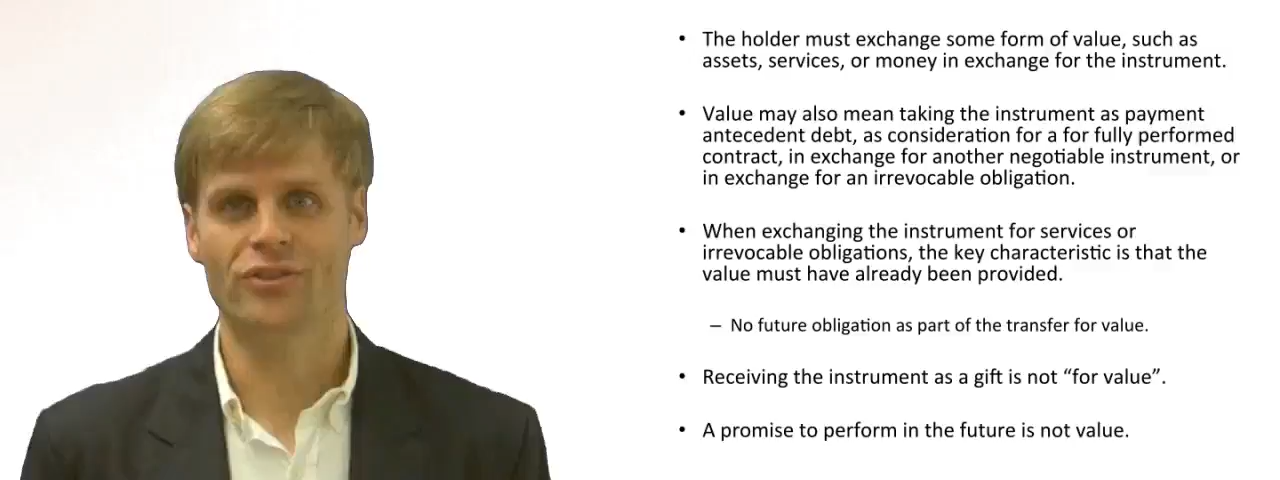 • The holder must exchange some form of value, such as
assets, services, or money in exchange for the instrument.
• Value may also mean taking the instrument as payment
antecedent debt, as consideration for a for fully performed
contract, in exchange for another negotiable instrument, or
in exchange for an irrevocable obligation.
• When exchanging the instrument for services or
irrevocable obligations, the key characteristic is that the
value must have already been provided.
– No future obligation as part of the transfer for value.
• Receiving the instrument as a gift is not “for value”.
• A promise to perform in the future is not value.